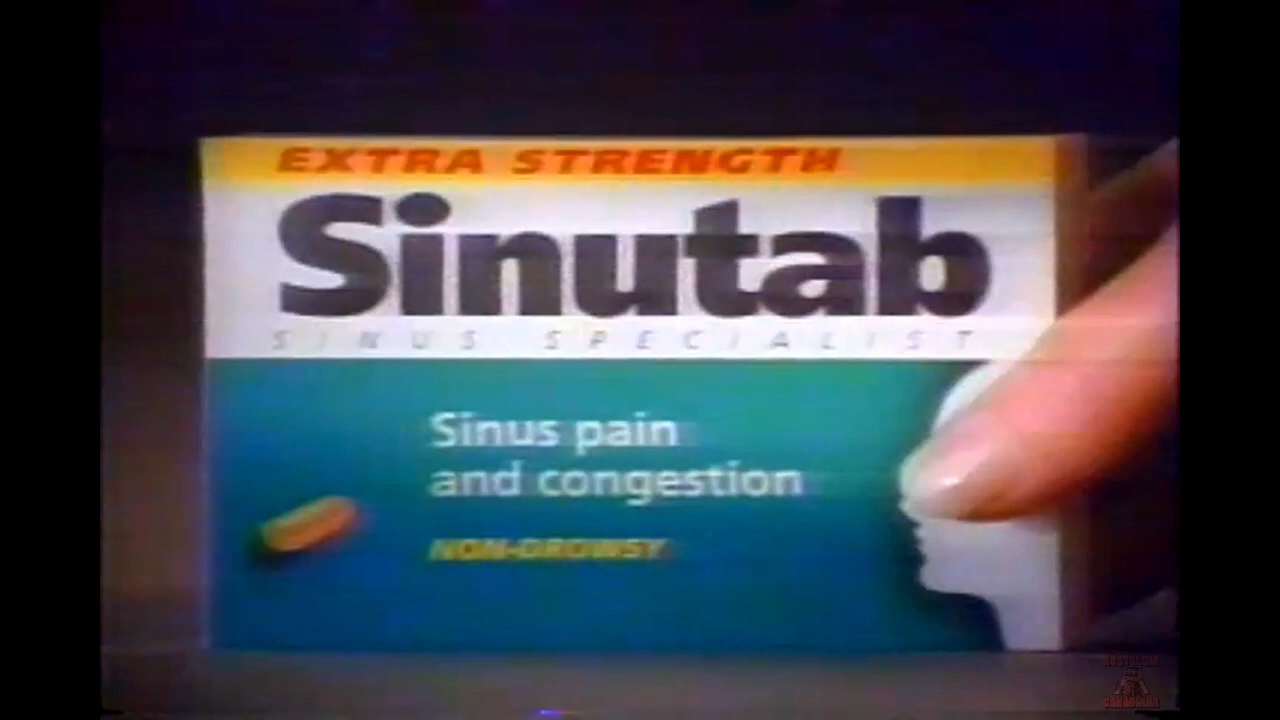 EXTRA STRENGTH
Sinutab
SINUS SPECIALIST
Sinus pain
and congestion
NON-DROWSY